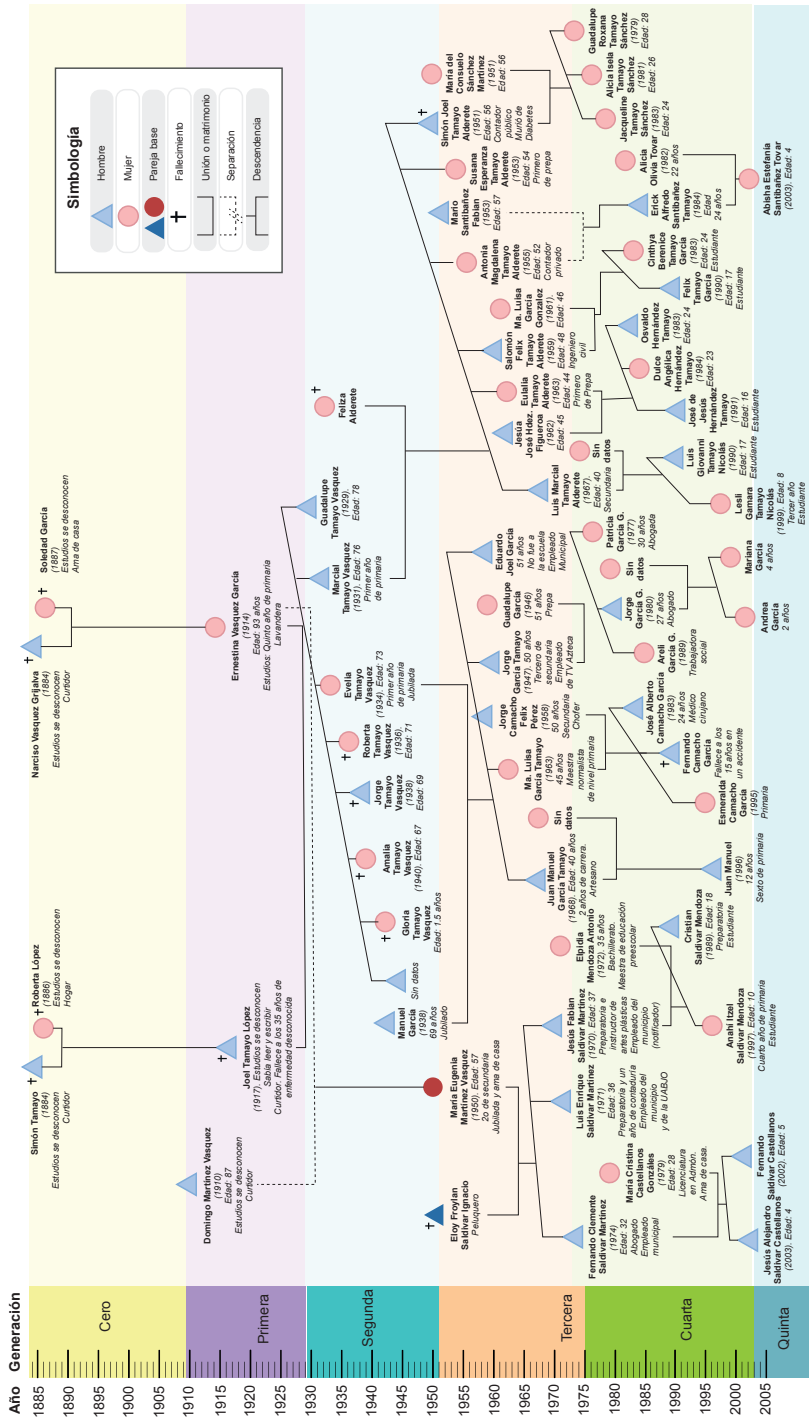 Año Generación
1885
1890
1895
1900
1905
1910
1915
1920
1925
1930
1935
1940
1945
1950
1955
1960
1965
1970
1975
1980
1985
1990
1995
2000
2005
Cero
Primera
Segunda
Tercera
Cuarta
Quinta
Simbología
Hombre
Mujer
Pareja base
Fallecimiento
Unión o matrimonio
Separación
Descendencia
Simón Tamayo
(1884)
Estudios se desconocen
Curtidor
Roberta López
(1886)
Estudios se desconocen
Hogar
Narciso Vasquez Grijalva
(1884)
Estudios se desconocen
Curtidor
Soledad García
(1887)
Estudios se desconocen
Ama de casa
Domingo Martínez Vasquez
(1910)
Edad: 87
Estudios se desconocen
Curtidor
Joel Tamayo López
(1917). Estudios se desconocen
Sabía leer y escribir
Curtidor. Fallece a los 35 años de
enfermedad desconocida
Ernestina Vasquez García
(1914)
Edad: 93 años
Estudios: Quinto año de primaria
Lavandera
Eloy Froylan
Saldivar Ignacio
Peluquero
María Eugenia
Martínez Vasquez
(1950). Edad: 57
2o de secundaria
Jubilada y ama de casa
Manuel
García
(1938)
69 años
Jubilado
Sin datos
Gloria
Tamayo
Vasquez
Edad: 1.5 años
Amalia
Tamayo
Vasquez
(1940). Edad: 67
Jorge
Tamayo
Vasquez
(1938)
Edad: 69
Roberta
Tamayo
Vasquez
(1936).
Edad: 71
Evelia
Tamayo
Vasquez
(1934). Edad: 73
Primer año
de primaria
Jubilada
Marcial
Tamayo Vasquez
(1931). Edad: 76
Primer año
de primaria
Guadalupe
Tamayo Vasquez
(1929).
Edad: 78
Feliza
Alderete
Fernando Clemente
Saldivar Martínez
(1974)
Edad: 32
Abogado
Empleado
municipal
María Cristina
Castellanos
Gonzáles
(1979)
Edad: 28
Licenciatura
en Admón.
Ama de casa.
Luis Enrique
Saldivar Martínez
(1971)
Edad: 36
Preparatoria y un
año de contaduría
Empleado del
municipio
y de la UABJO
Jesús Fabian
Saldivar Martínez
(1970). Edad: 37
Preparatoria e
instructor de
artes plásticas
Empleado del
municipio
(notificador)
Elpidia
Mendoza Antonio
(1972). 35 años
Bachillerato.
Maestra de educación
preescolar
Juan Manuel
García Tamayo
(1968). Edad: 40 años
2 años de carrera.
Artesano
Sin
datos
Ma. Luisa
García Tamayo
(1963)
45 años
Maestra
normalista
de nivel primaria
Jorge
Camacho
Felix
Pérez
(1958)
50 años
Secundaria
Chofer
Jorge
García Tamayo
(1947). 50 años
Tercero de
secundaria
Empleado
de TV Azteca
Guadalupe
García
(1946)
51 años
Prepa
Eduardo
Joel García
51 años
No fue a
la escuela
Empleado
Municipal
Luis Marcial
Tamayo
Alderete
(1967).
Edad: 40
Secundaria
Sin
datos
Jesúa
José Hdez.
Figueroa
(1962)
Edad: 45
Eulalia
Tamayo
Alderete
(1963)
Edad: 44
Primero
de Prepa
Salomón
Felix
Tamayo
Alderete
(1959)
Edad: 48
Ingeniero
civil
Ma. Luisa
García
Gonzalez
(1961).
Edad: 46
Antonia
Magdalena
Tamayo
Alderete
(1955)
Edad: 52
Contador
privado
Mario
Santibañez
Fabian
(1953)
Edad: 57
Susana
Esperanza
Tamayo
Alderete
(1953)
Edad: 54
Primero
de prepa
Simón Joel
Tamayo
Alderete
(1951)
Edad: 56
Contador
público
Murió de
Diabetes
María del
Consuelo
Sánchez
Martínez
(1951)
Edad: 56
Jesús Alejandro
Saldivar Castellanos
(2003). Edad: 4
Fernando
Saldivar Castellanos
(2002). Edad: 5
Anahi Itzel
Saldivar Mendoza
(1997). Edad: 10
Cuarto año de primaria
Estudiante
Cristian
Saldivar Mendoza
(1989). Edad: 18
Preparatoria
Estudiante
Juan Manuel
(1996)
12 años
Sexto de primaria
Esmeralda
Camacho
García
(1995)
Primaria
Fernando
Camacho
García
Fallece a los
15 años en
un accidente
José Alberto
Camacho García
(1983)
24 años
Médico
cirujano
Areli
García G.
(1989)
Trabajadora
social
Jorge
García G.
(1980)
27 años
Abogado
Sin
datos
Patricia
García G.
(1977)
30 años
Abogada
Andrea
García
2 años
Mariana
García
4 años
Lesli
Gamara
Tamayo
Nicolás
(1999). Edad: 8
Tercer año
Estudiante
Luis
Giovanni
Tamayo
Nicolás
(1990)
Edad: 17
Estudiante
José de
Jesús
Hernández
Tamayo
(1991)
Edad: 16
Estudiante
Dulce
Angélica
Hernández
Tamayo
(1984)
Edad: 23
Osvaldo
Hernández
Tamayo
(1983)
Edad: 24
Felix
Tamayo
García
(1990)
Edad: 17
Estudiante
Cinthya
Berenice
Tamayo
García
(1983)
Edad: 24
Estudiante
Erick
Alfredo
Santibañez
Tamayo
(1984)
Edad
24 años
Alicia
Olivia Tovar
(1982)
22 años
Jacqueline
Tamayo
Sánchez
(1983)
Edad: 24
Alicia Isela
Tamayo
Sánchez
(1981)
Edad: 26
Guadalupe
Roxana
Tamayo
Sánchez
(1979)
Edad: 28
Abisha Estefanía
Santibañez Tovar
(2003). Edad: 4